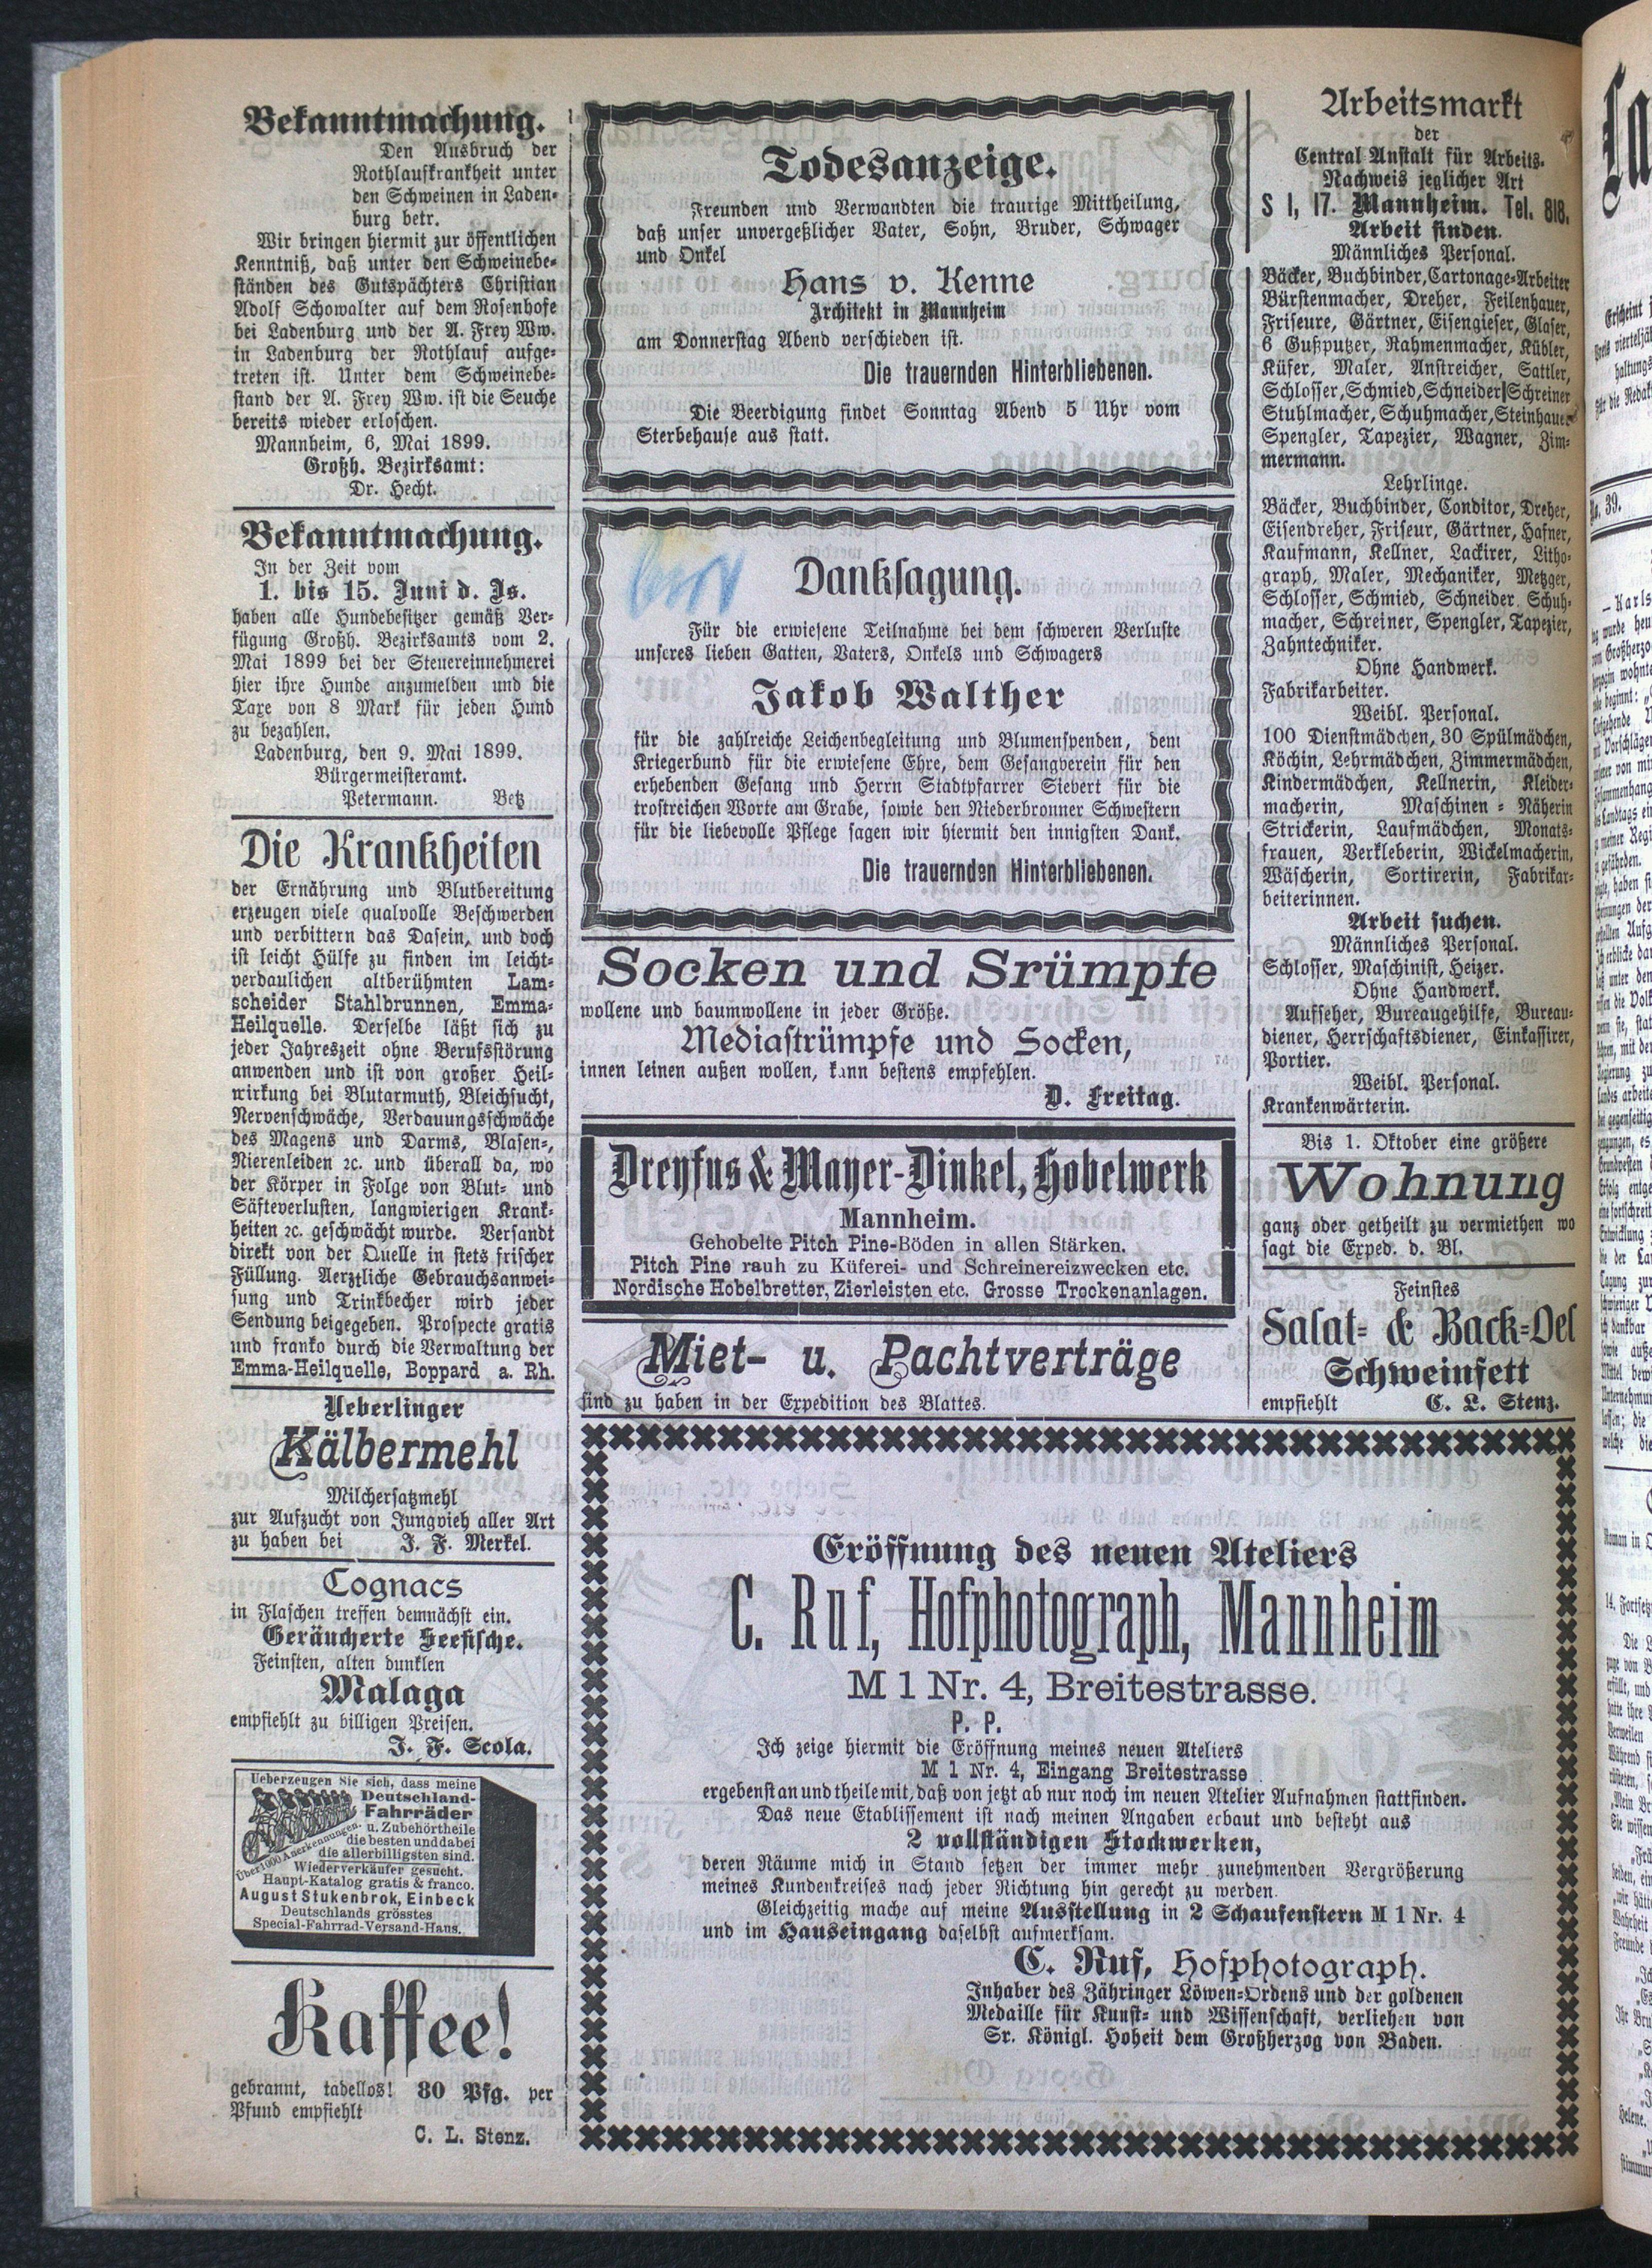 Bekanntmachung.
Den Ausbruch der
Rothlaufkrankheit unter
den Schweinen in Laden-
burg betr.
Wir bringen hiermit zur öffentlichen
Kenntniß, daß unter den Schweinebe-
ständen des Gutspächters Christian
Adolf Schowalter auf dem Rosenhofe
bei Ladenburg und der A. Frey Ww.
in Ladenburg der Rothlauf aufge-
treten ist. Unter dem Schweinebe-
stand der A. Frey Ww. ist die Seuche
bereits wieder erloschen.
Mannheim, 6. Mai 1899.
Großh. Bezirksamt:
Dr. Hecht.
Bekanntmachung.
In der Zeit vom
1. bis 15. Juni d. Js.
haben alle Hundebesitzer gemäß Ver-
fügung Großh. Bezirksamts vom 2.
Mai 1899 bei der Steuereinnehmerei
hier ihre Hunde anzumelden und die
Taxe von 8 Mark für jeden Hund
zu bezahlen.
Ladenburg, den 9. Mai 1899.
Bürgermeisteramt.
Petermann. Betz
Die Krankheiten
der Ernährung und Blutbereitung
erzeugen viele qualvolle Beschwerden
und verbittern das Dasein, und doch
ist leicht Hülfe zu finden im leicht-
verdaulichen altberühmten Lam-
scheider Stahlbrunnen, Emma-
Heilquelle. Derselbe läßt sich zu
jeder Jahreszeit ohne Berufsstörung
anwenden und ist von großer Heil-
wirkung bei Blutarmuth, Bleichsucht,
Nervenschwäche, Verdauungsschwäche
des Magens und Darms, Blasen-,
Nierenleiden ꝛc. und überall da, wo
der Körper in Folge von Blut- und
Säfteverlusten, langwierigen Krank-
heiten ꝛc. geschwächt wurde. Versandt
direkt von der Quelle in stets frischer
Füllung. Aerztliche Gebrauchsanwei-
sung und Trinkbecher wird jeder
Sendung beigegeben. Prospecte gratis
und franko durch die Verwaltung der
Emma-Heilquelle, Boppard a. Rh.
Ueberlinger
Kälbermehl
Milchersatzmehl
zur Aufzucht von Jungvieh aller Art
zu haben bei J. F. Merkel.
Cognacs
in Flaschen treffen demnächst ein.
Geräucherte Seefische.
Feinsten, alten dunklen
Malaga
empfiehlt zu billigen Preisen.
J. F. Scola.
Ueberzeugen Sie sich, dass meine
Deutschland-
Fahrräder
u. Zubehörtheile
die besten und dabei
die allerbilligsten sind.
Über 1000 Anerkennungen.
Wiederverkäufer gesucht.
Haupt-Katalog gratis & franco.
August Stukenbrok, Einbeck
Deutschlands grösstes
Special-Fahrrad-Versand-Haus.
Kaffee!
gebrannt, tadellos! 80 Pfg. per
Pfund empfiehlt
C. L. Stenz.
Todesanzeige.
Freunden und Verwandten die traurige Mittheilung,
daß unser unvergeßlicher Vater, Sohn, Bruder, Schwager
und Onkel
Hans v. Kenne
Architekt in Mannheim
am Donnerstag Abend verschieden ist.
Die trauernden Hinterbliebenen.
Die Beerdigung findet Sonntag Abend 5 Uhr vom
Sterbehause aus statt.
Danksagung.
Für die erwiesene Teilnahme bei dem schweren Verluste
unseres lieben Gatten, Vaters, Onkels und Schwagers
Jakob Walther
für die zahlreiche Leichenbegleitung und Blumenspenden, dem
Kriegerbund für die erwiesene Ehre, dem Gesangverein für den
erhebenden Gesang und Herrn Stadtpfarrer Siebert für die
trostreichen Worte am Grabe, sowie den Niederbronner Schwestern
für die liebevolle Pflege sagen wir hiermit den innigsten Dank.
Die trauernden Hinterbliebenen.
Socken und Srümpfe
wollene und baumwollene in jeder Größe.
Mediastrümpfe und Socken,
innen leinen außen wollen, kann bestens empfehlen.
D. Freitag.
Dreyfus & Mayer-Dinkel, Hobelwerk
Mannheim.
Gehobelte Pitch Pine-Böden in allen Stärken.
Pitch Pine rauh zu Küferei- und Schreinereizwecken etc.
Nordische Hobelbretter, Zierleisten etc. Grosse Trockenanlagen.
Miet- u. Pachtverträge
sind zu haben in der Expedition des Blattes.
Arbeitsmarkt
der
Central Anstalt für Arbeits-
Nachweis jeglicher Art
S 1, 17. Mannheim. Tel. 818.
Arbeit finden.
Männliches Personal.
Bäcker, Buchbinder, Cartonage-Arbeiter
Bürstenmacher, Dreher, Feilenhauer,
Friseure, Gärtner, Eisengieser, Glaser,
6 Gußputzer, Rahmenmacher, Kübler,
Küfer, Maler, Anstreicher, Sattler,
Schlosser, Schmied, Schneider Schreiner
Stuhlmacher, Schuhmacher, Steinhauer
Spengler, Tapezier, Wagner, Zim-
mermann.
Lehrlinge.
Bäcker, Buchbinder, Conditor, Dreher,
Eisendreher, Friseur, Gärtner, Hafner,
Kaufmann, Kellner, Lackirer, Litho-
graph, Maler, Mechaniker, Metzger,
Schlosser, Schmied, Schneider Schuh-
macher, Schreiner, Spengler, Tapezier,
Zahntechniker.
Ohne Handwerk.
Fabrikarbeiter.
Weibl. Personal.
100 Dienstmädchen, 30 Spülmädchen,
Köchin, Lehrmädchen, Zimmermädchen,
Kindermädchen, Kellnerin, Kleider-
macherin, Maschinen-Näherin
Strickerin, Laufmädchen, Monats-
frauen, Verkleberin, Wickelmacherin,
Wäscherin, Sortirerin, Fabrikar-
beiterinnen.
Arbeit suchen.
Männliches Personal.
Schlosser, Maschinist, Heizer.
Ohne Handwerk.
Aufseher, Bureaugehilfe, Bureau-
diener, Herrschaftsdiener, Einkassirer,
Portier.
Weibl. Personal.
Krankenwärterin.
Bis 1. Oktober eine größere
Wohnung
ganz oder getheilt zu vermiethen wo
sagt die Exped. d. Bl.
Feinstes
Salat- & Back-Oel
Schweinfett
empfiehlt C. L. Stenz.
Eröffnung des neuen Ateliers
C. Ruf, Hofphotograph, Mannheim
M 1 Nr. 4, Breitestrasse.
P. P.
Ich zeige hiermit die Eröffnung meines neuen Ateliers
M 1 Nr. 4, Eingang Breitestrasse
ergebenst an und theile mit, daß von jetzt ab nur noch im neuen Atelier Aufnahmen stattfinden.
Das neue Etablissement ist nach meinen Angaben erbaut und besteht aus
2 vollständigen Stockwerken,
deren Räume mich in Stand setzen der immer mehr zunehmenden Vergrößerung
meines Kundenkreises nach jeder Richtung hin gerecht zu werden.
Gleichzeitig mache auf meine Ausstellung in 2 Schaufenstern M 1 Nr. 4
und im Hauseingang daselbst aufmerksam.
C. Ruf, Hofphotograph.
Inhaber des Zähringer Löwen-Ordens und der goldenen
Medaille für Kunst- und Wissenschaft, verliehen von
Sr. Königl. Hoheit dem Großherzog von Baden.